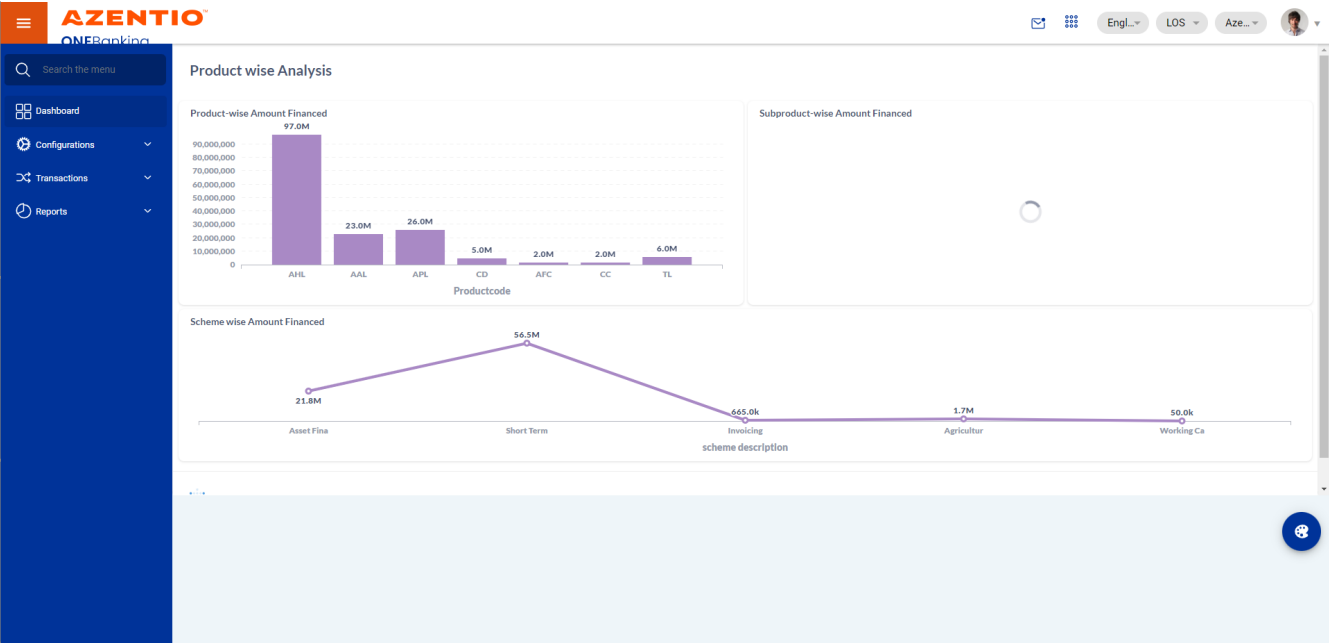 AZENTIO
ONEBanking
Engl...
LOS
Aze...
Search the menu
Dashboard
Configurations
Transactions
Reports
Product wise Analysis
Product-wise Amount Financed
97.0M
90,000,000
80,000,000
70,000,000
60,000,000
50,000,000
40,000,000
30,000,000
20,000,000
10,000,000
0
23.0M
26.0M
5.0M
2.0M
2.0M
6.0M
AHL AAL APL CD AFC CC TL
Productcode
Subproduct-wise Amount Financed
Scheme wise Amount Financed
56.5M
21.8M
665.0k
1.7M
50.0k
Asset Fina Short Term Invoicing Agricultur Working Ca
scheme description